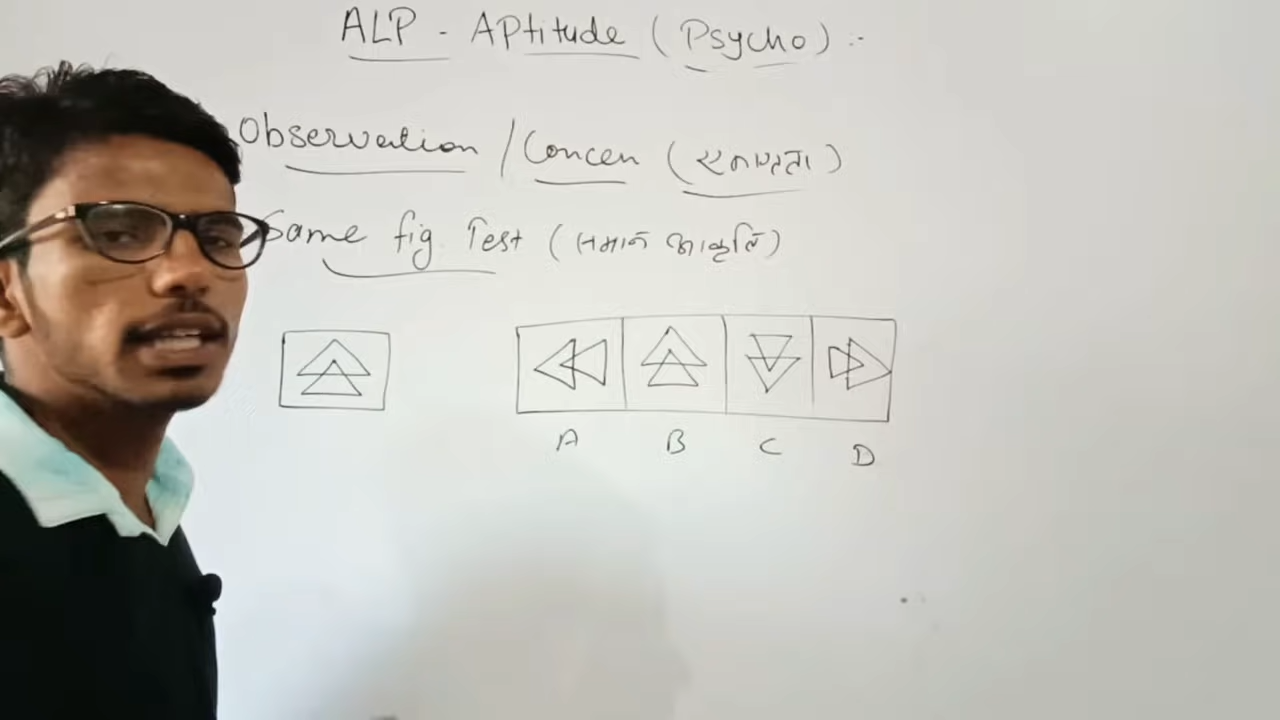 ALP - APtitude (Psycho) :-
Observation / Concen (एकाग्रता)
Same fig Test (समान आकृति)
A B C D